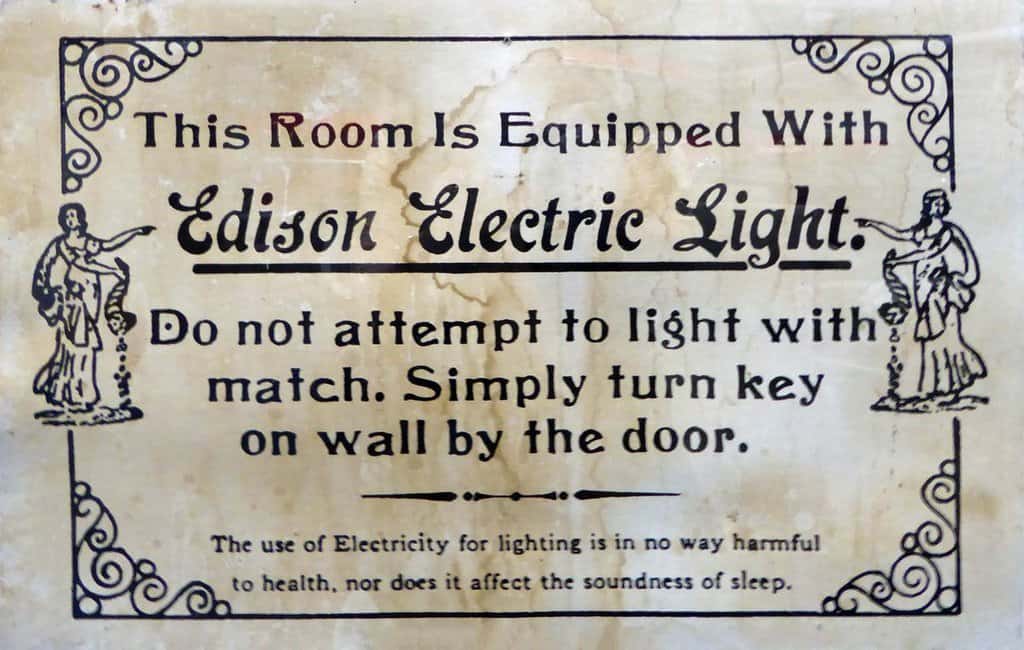 This Room Is Equipped With
Edison Electric Light.
Do not attempt to light with
match. Simply turn key
on wall by the door.
The use of Electricity for lighting is in no way harmful
to health, nor does it affect the soundness of sleep.